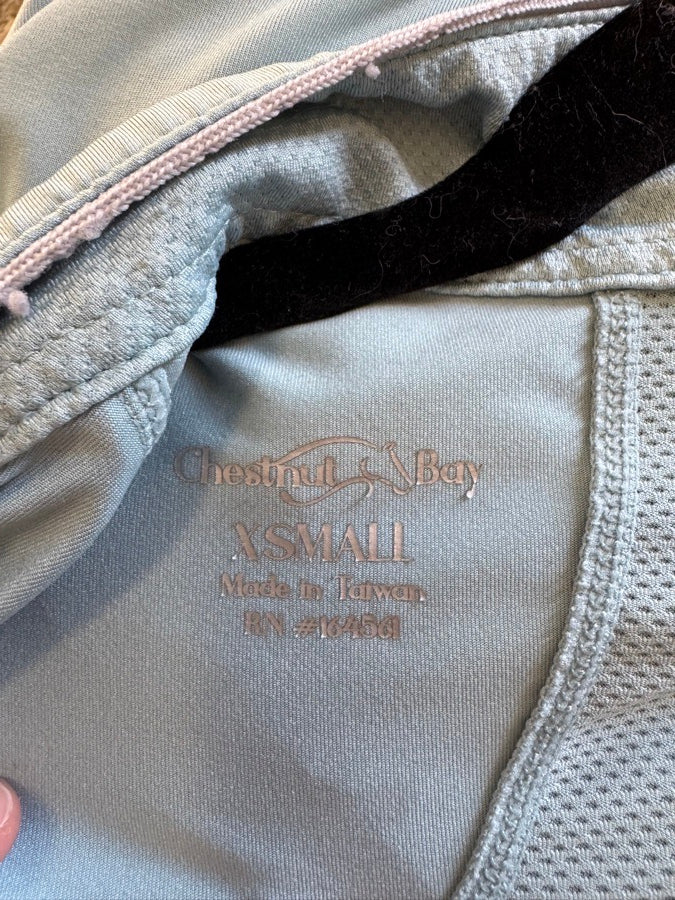 Chestnut Bay
XSMALL
Made in Taiwan
RN #164561